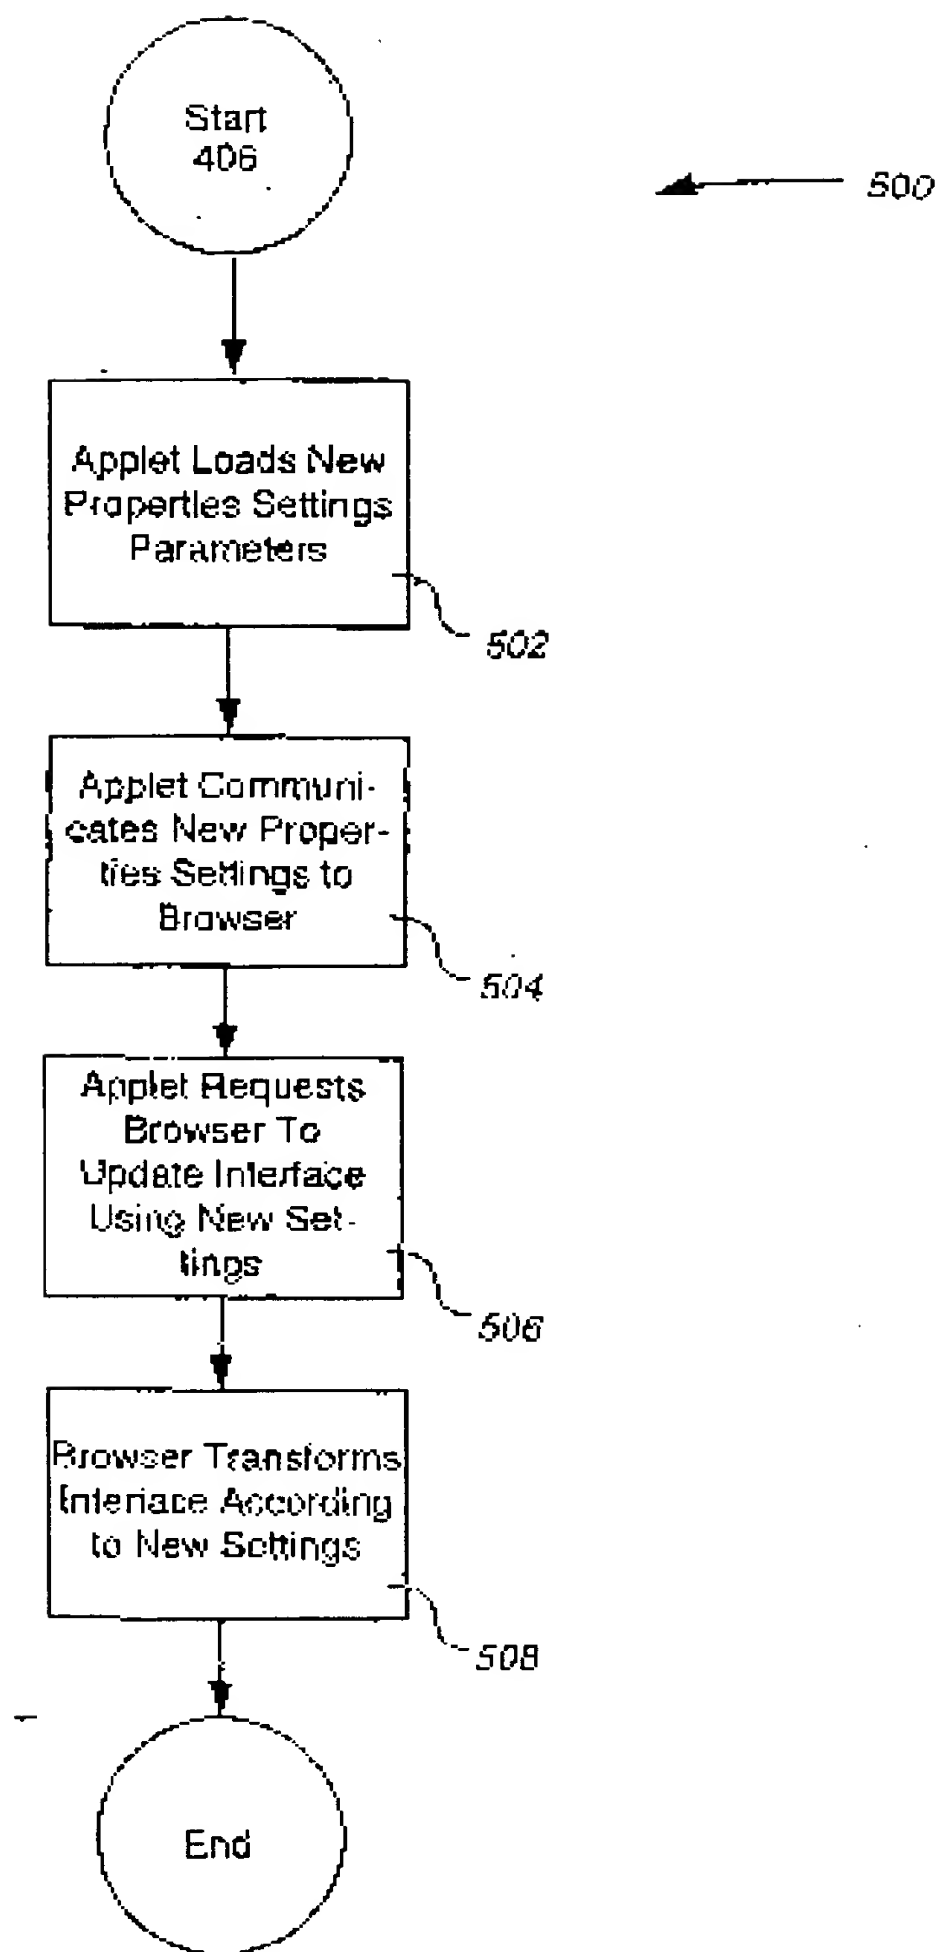 Start
406
500
Applet Loads New
Properties Settings
Parameters
502
Applet Communi-
cates New Proper-
ties Settings to
Browser
504
Applet Requests
Browser To
Update Interface
Using New Set-
tings
506
Browser Transforms
Interface According
to New Settings
508
End